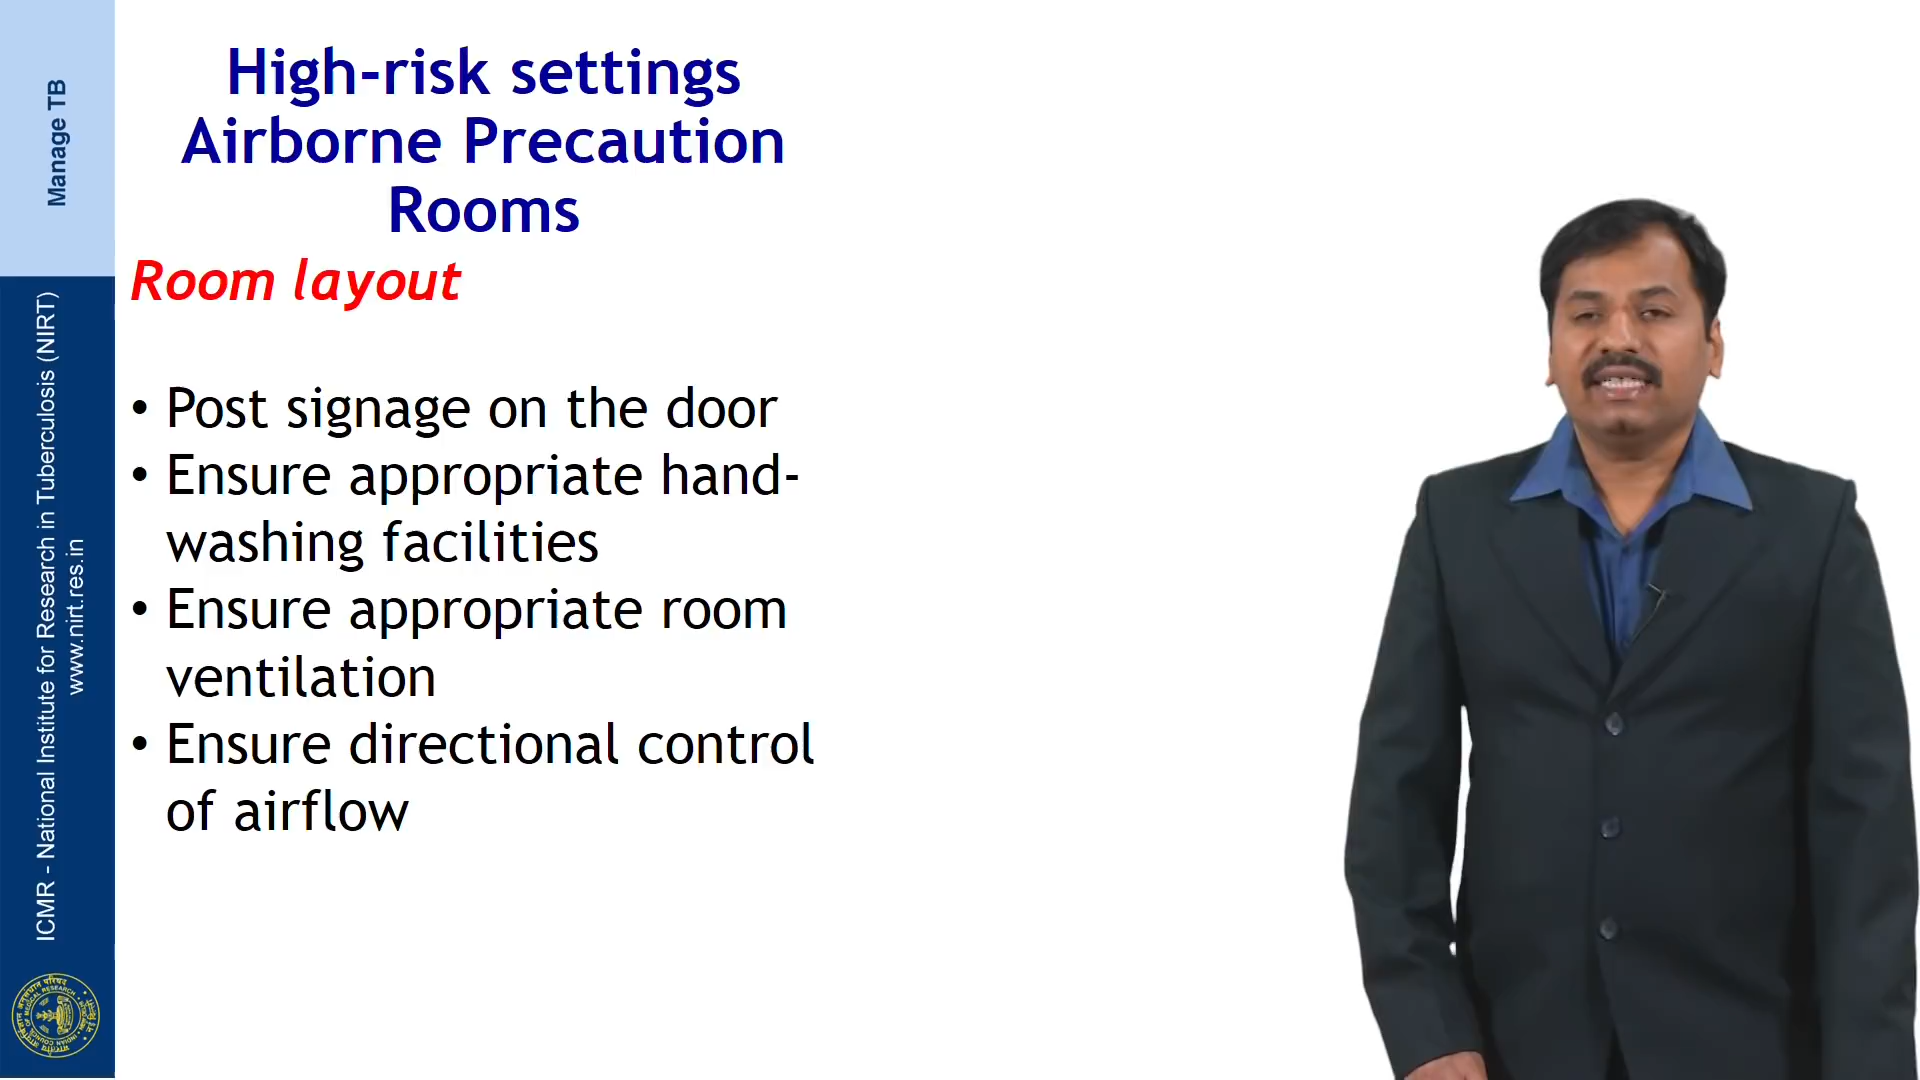 Manage TB
ICMR - National Institute for Research in Tuberculosis (NIRT)
www.nirt.res.in
High-risk settings
Airborne Precaution
Rooms
Room layout
• Post signage on the door
• Ensure appropriate hand-
washing facilities
• Ensure appropriate room
ventilation
• Ensure directional control
of airflow